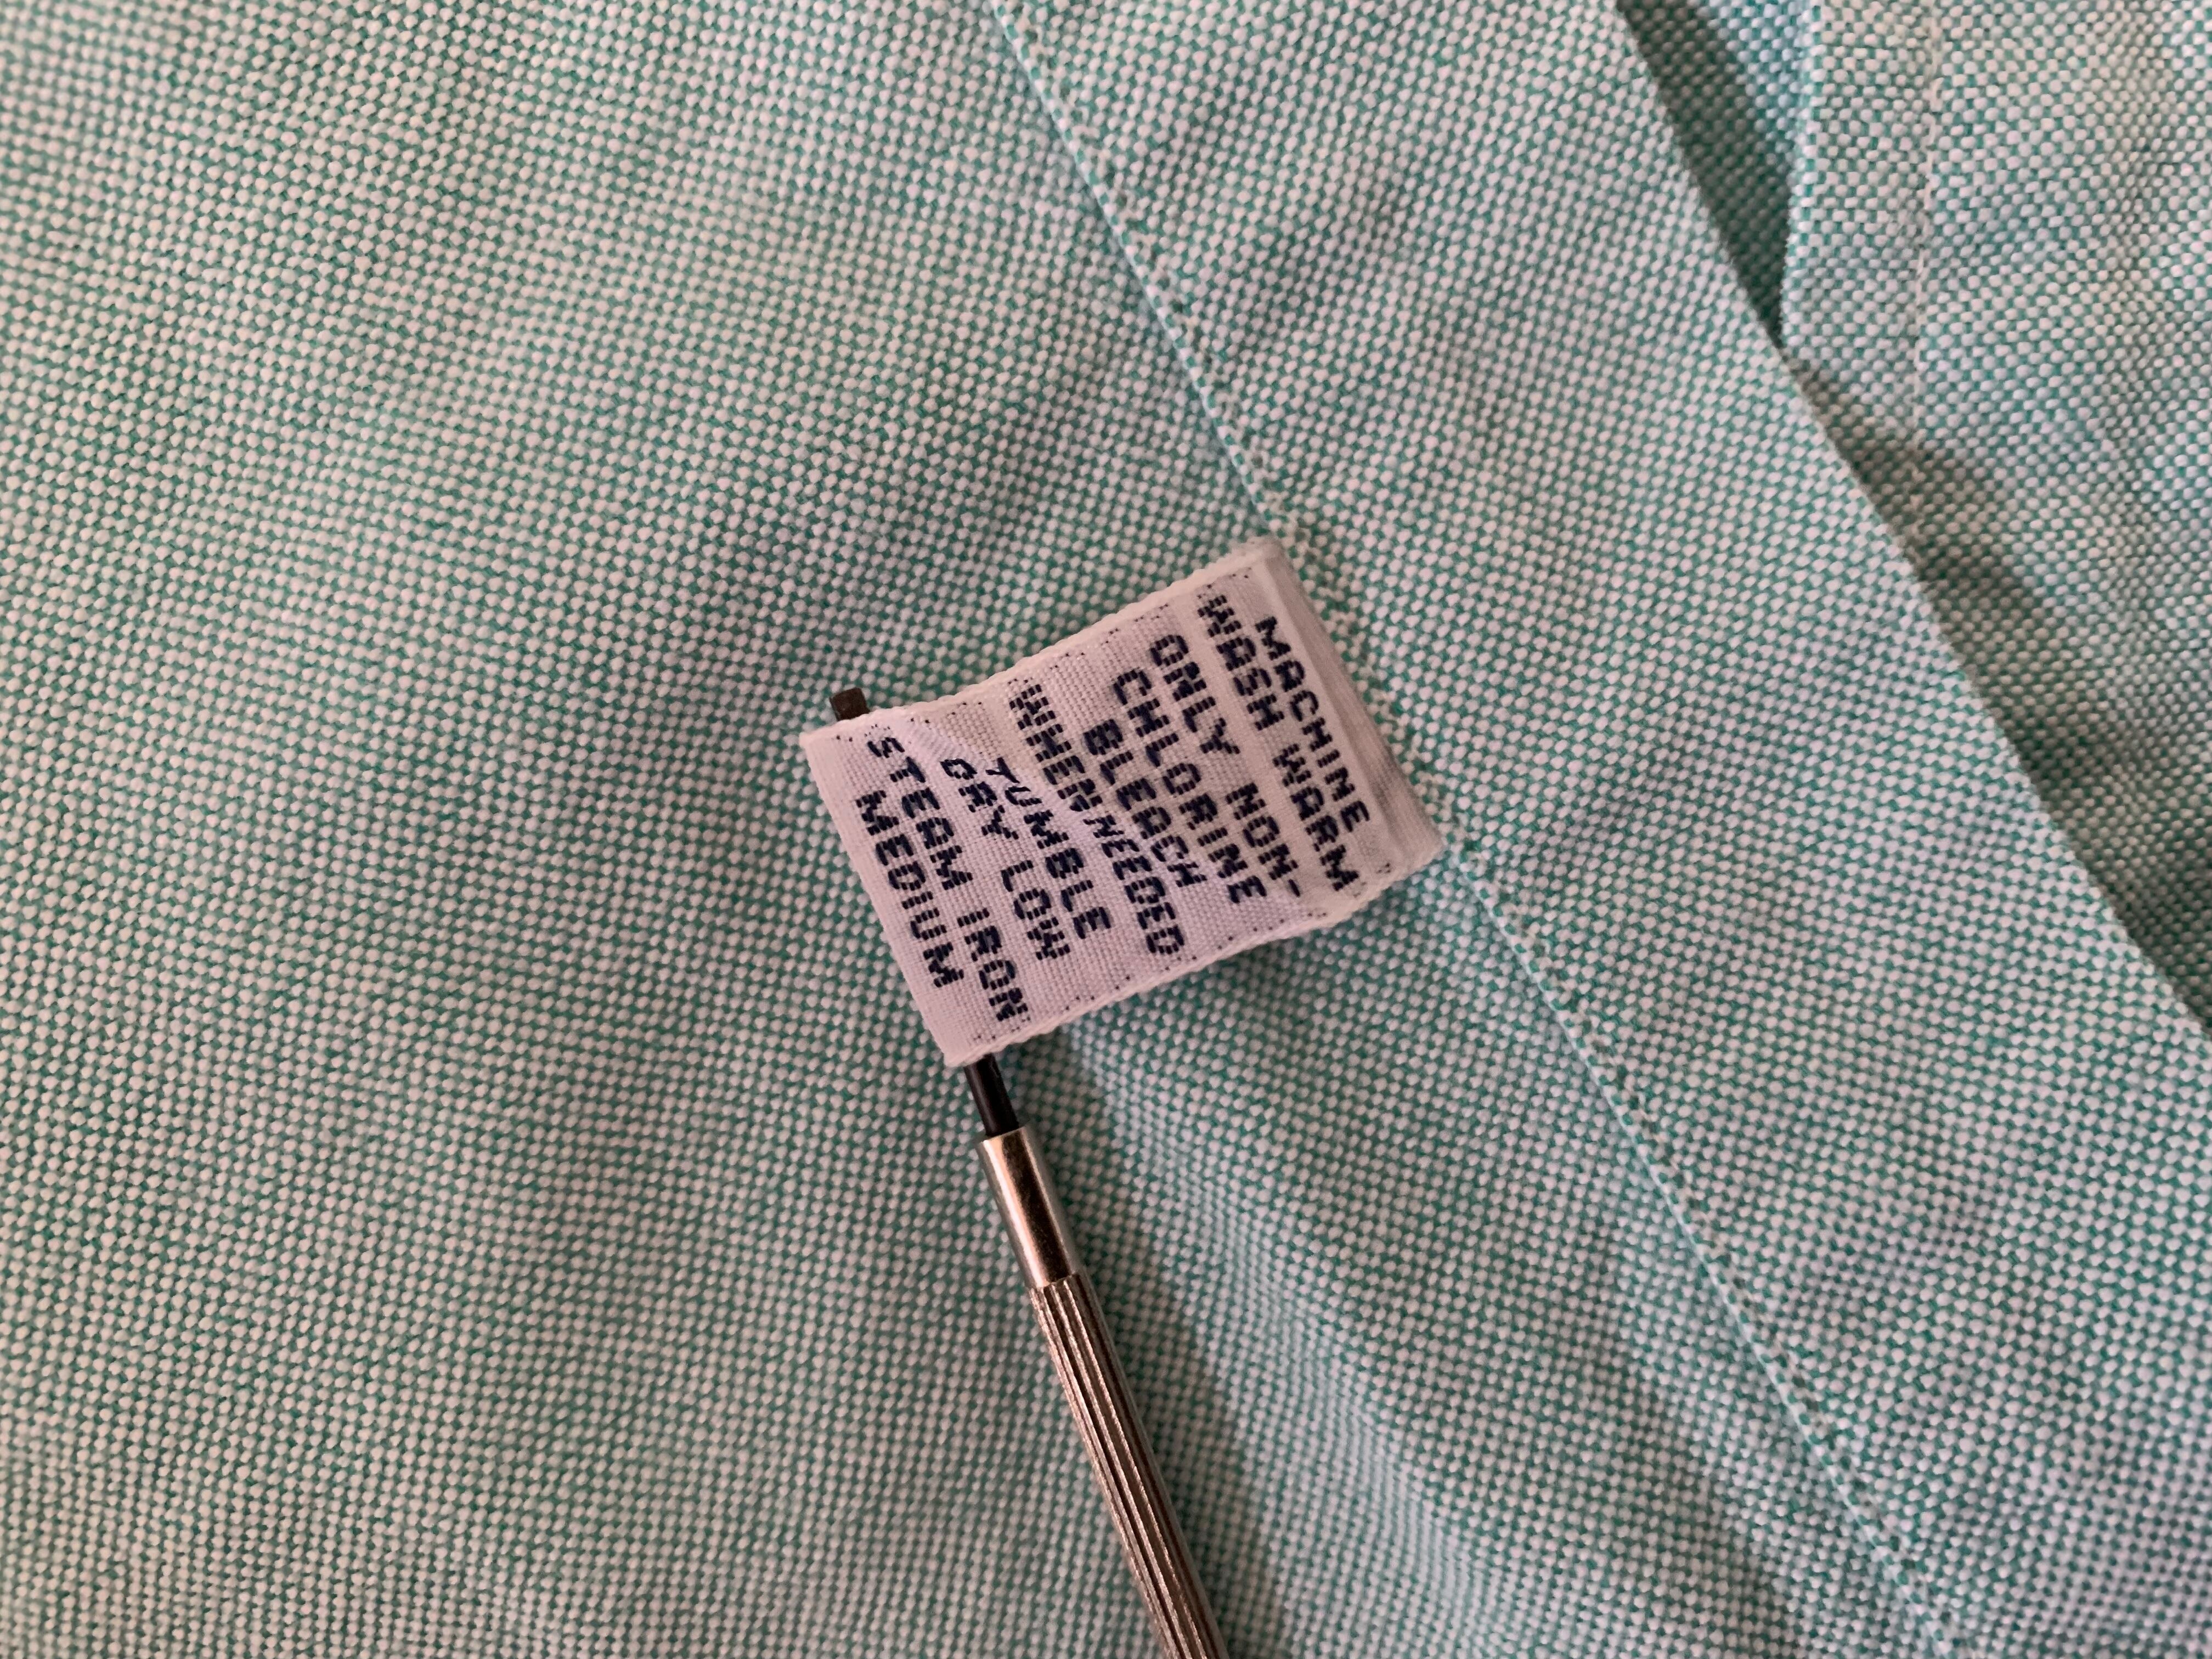 MACHINE
WASH WARM
ONLY NON-
CHLORINE
BLEACH
WHEN NEEDED
TUMBLE
DRY LOW
STEAM IRON
MEDIUM